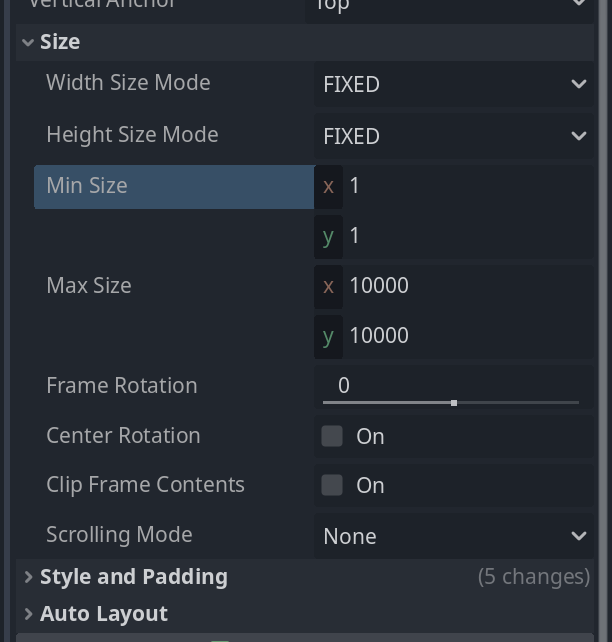 Vertical Anchor Top
Size
Width Size Mode FIXED
Height Size Mode FIXED
Min Size x 1
y 1
Max Size x 10000
y 10000
Frame Rotation 0
Center Rotation On
Clip Frame Contents On
Scrolling Mode None
Style and Padding (5 changes)
Auto Layout